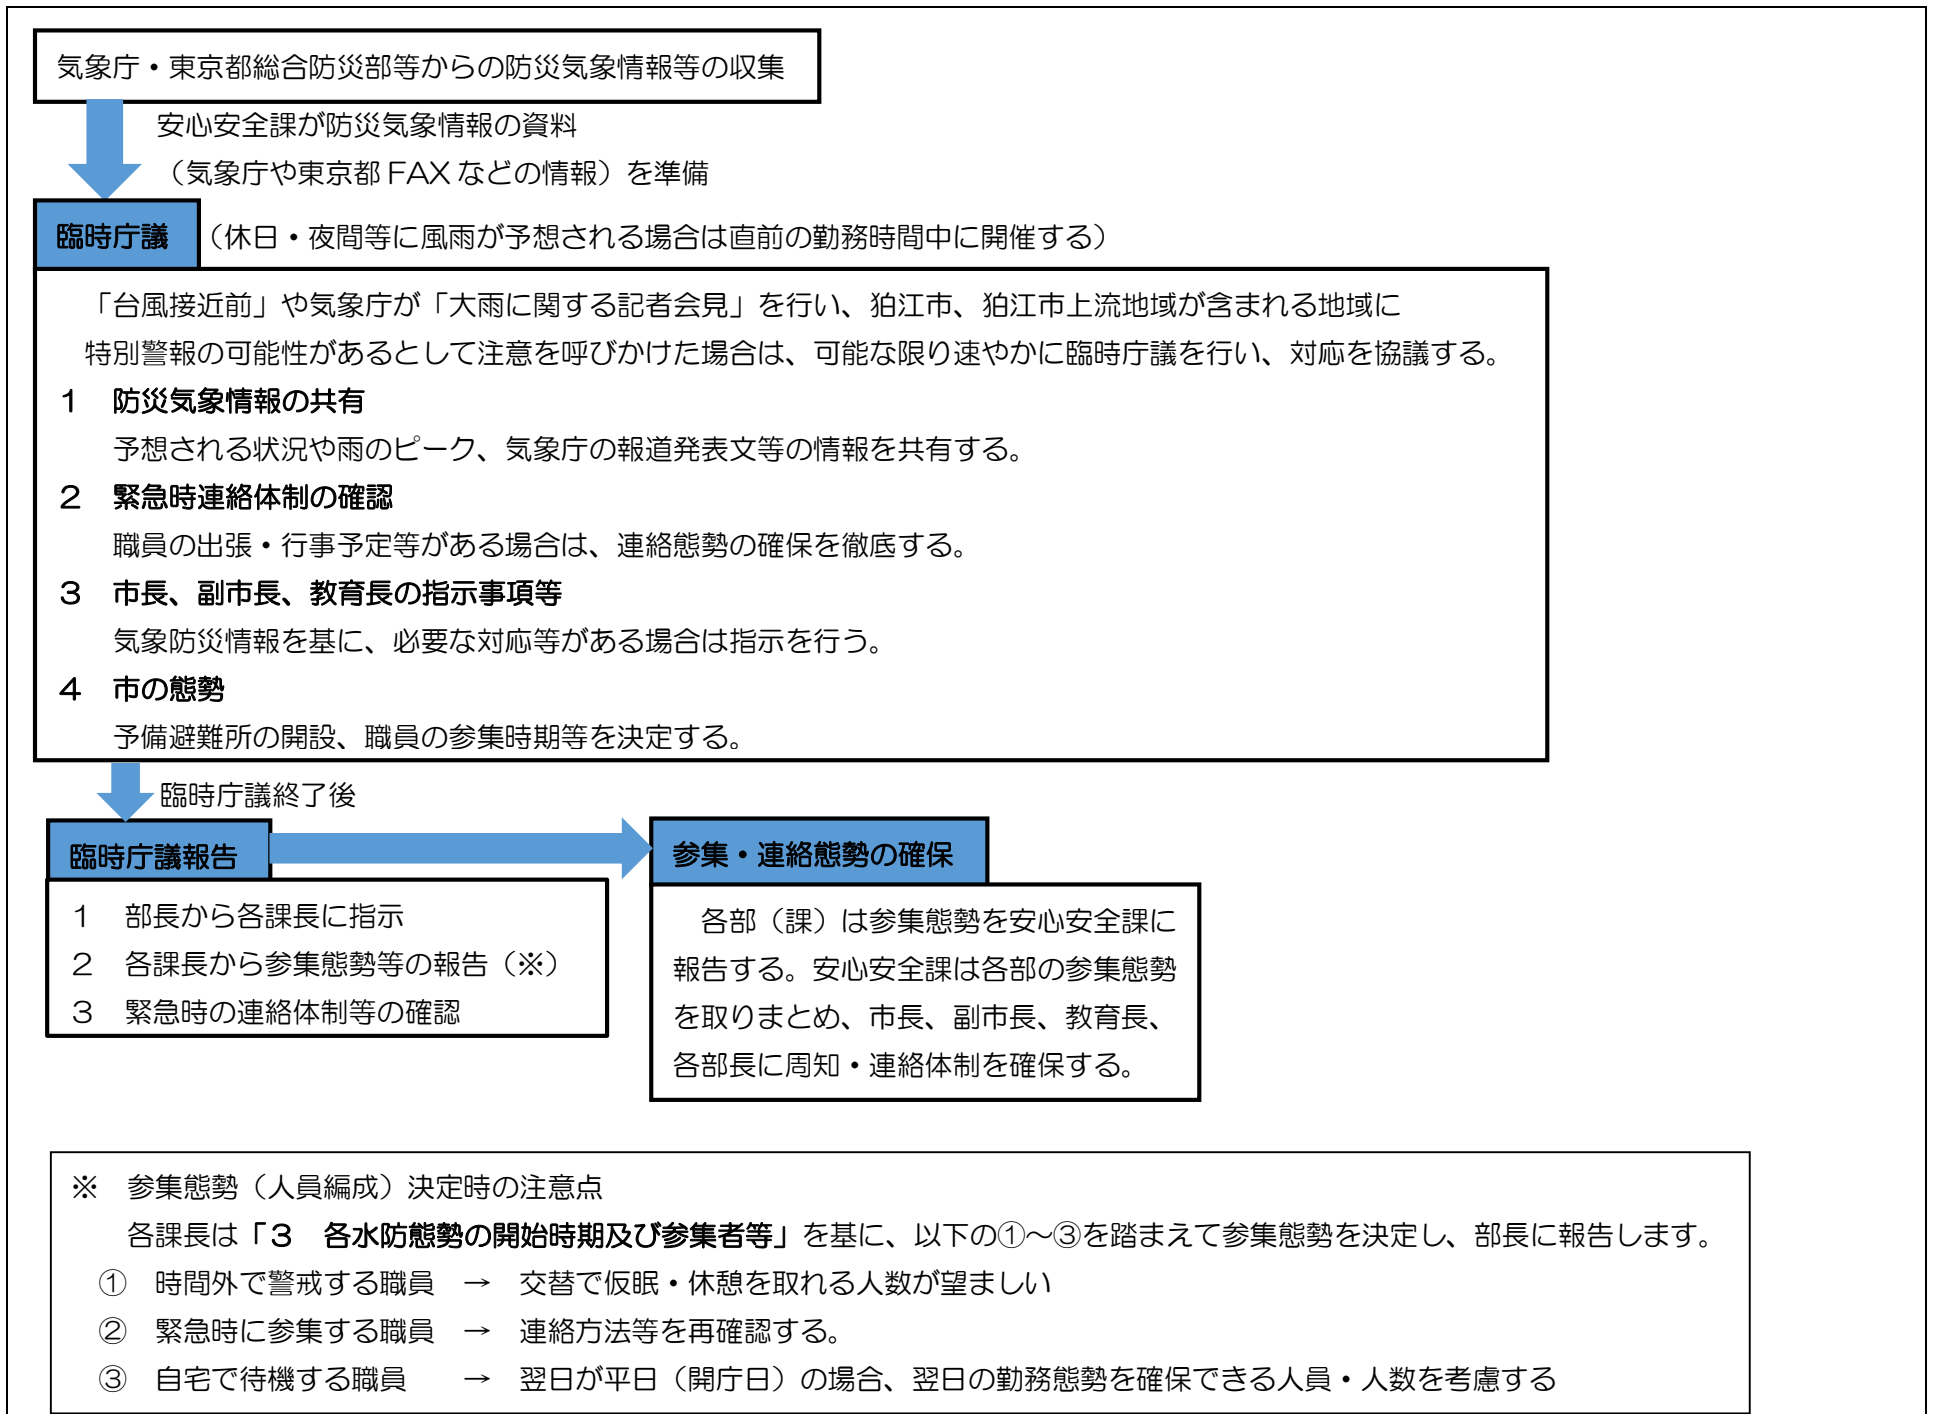 気象庁・東京都総合防災部等からの防災気象情報等の収集
安心安全課が防災気象情報の資料
（気象庁や東京都 FAX などの情報）を準備
臨時庁議
（休日・夜間等に風雨が予想される場合は直前の勤務時間中に開催する）
「台風接近前」や気象庁が「大雨に関する記者会見」を行い、狛江市、狛江市上流地域が含まれる地域に
特別警報の可能性があるとして注意を呼びかけた場合は、可能な限り速やかに臨時庁議を行い、対応を協議する。
１　防災気象情報の共有
予想される状況や雨のピーク、気象庁の報道発表文等の情報を共有する。
２　緊急時連絡体制の確認
職員の出張・行事予定等がある場合は、連絡態勢の確保を徹底する。
３　市長、副市長、教育長の指示事項等
気象防災情報を基に、必要な対応等がある場合は指示を行う。
４　市の態勢
予備避難所の開設、職員の参集時期等を決定する。
臨時庁議終了後
臨時庁議報告
１　部長から各課長に指示
２　各課長から参集態勢等の報告（※）
３　緊急時の連絡体制等の確認
参集・連絡態勢の確保
各部（課）は参集態勢を安心安全課に
報告する。安心安全課は各部の参集態勢
を取りまとめ、市長、副市長、教育長、
各部長に周知・連絡体制を確保する。
※　参集態勢（人員編成）決定時の注意点
各課長は「３　各水防態勢の開始時期及び参集者等」を基に、以下の①～③を踏まえて参集態勢を決定し、部長に報告します。
①　時間外で警戒する職員　→　交替で仮眠・休憩を取れる人数が望ましい
②　緊急時に参集する職員　→　連絡方法等を再確認する。
③　自宅で待機する職員　　→　翌日が平日（開庁日）の場合、翌日の勤務態勢を確保できる人員・人数を考慮する